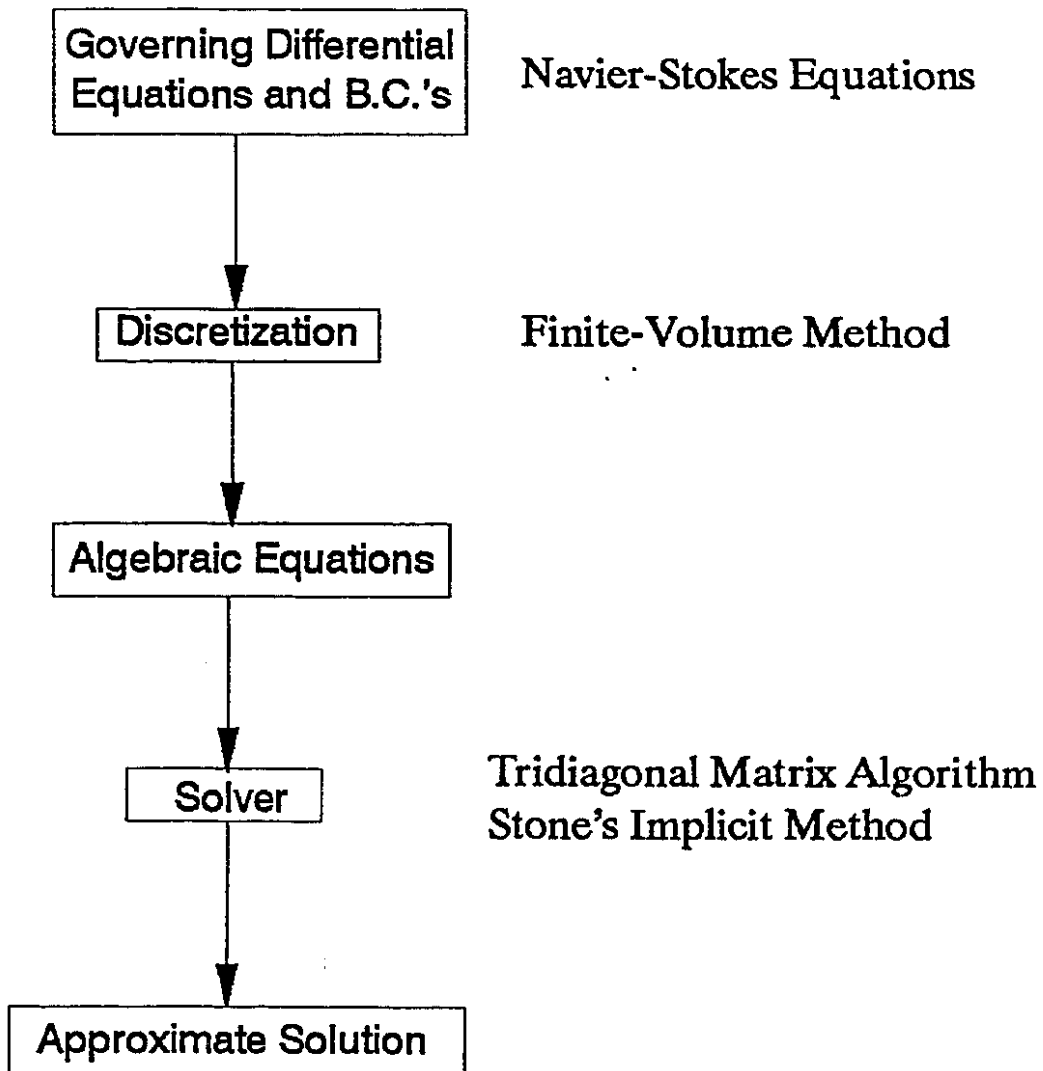 Governing Differential
Equations and B.C.'s
Navier-Stokes Equations
Discretization
Finite-Volume Method
Algebraic Equations
Solver
Tridiagonal Matrix Algorithm
Stone's Implicit Method
Approximate Solution